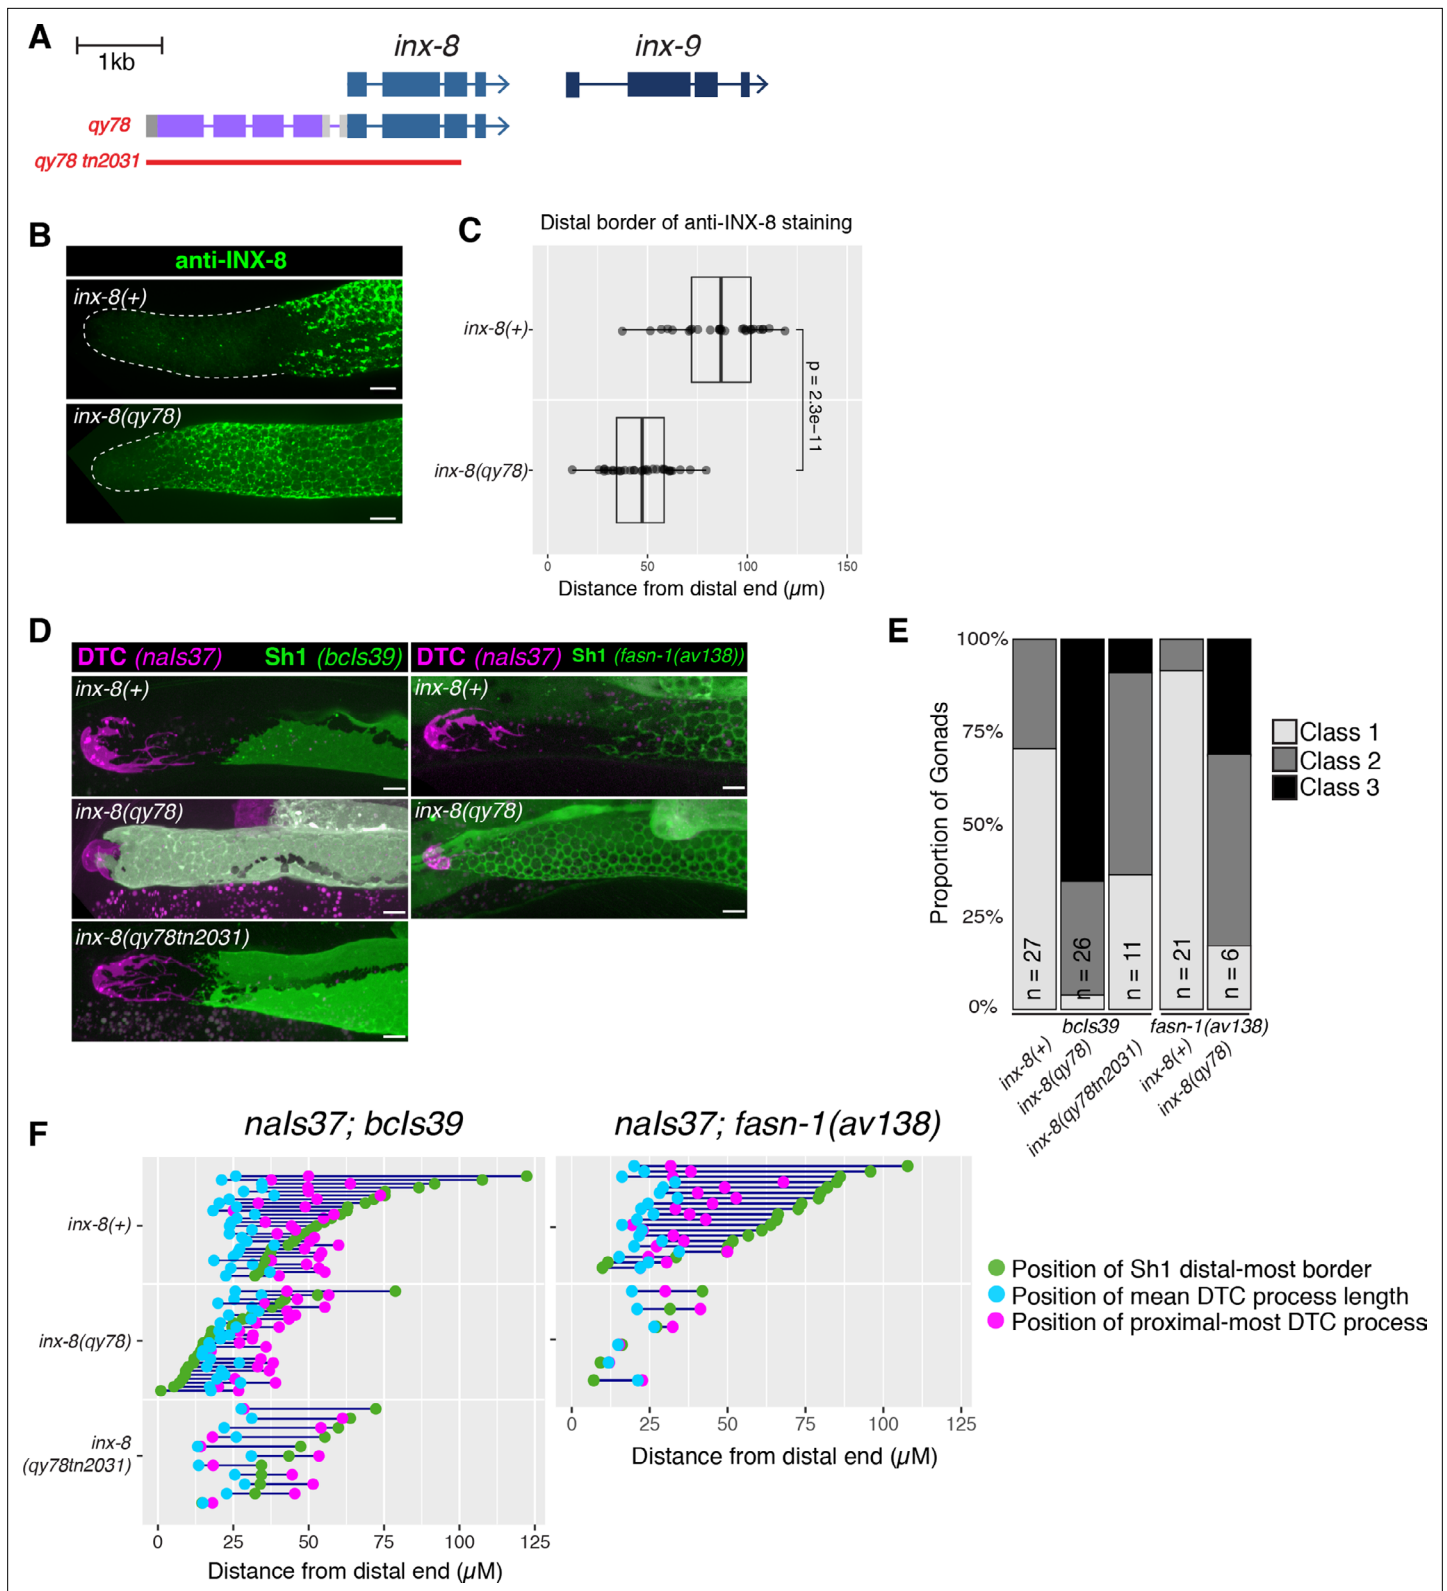 A
1kb
inx-8
inx-9
qy78
qy78 tn2031
B
anti-INX-8
inx-8(+)
inx-8(qy78)
C
Distal border of anti-INX-8 staining
inx-8(+)
inx-8(qy78)
p = 2.3e−11
0 50 100 150
Distance from distal end (µm)
D
DTC (naIs37) Sh1 (bcIs39)
DTC (naIs37) Sh1 (fasn-1(av138))
inx-8(+)
inx-8(+)
inx-8(qy78)
inx-8(qy78)
inx-8(qy78tn2031)
E
Proportion of Gonads
100%
75%
50%
25%
0%
n = 27
n = 26
n = 11
n = 21
n = 6
Class 1
Class 2
Class 3
bcIs39
fasn-1(av138)
inx-8(+)
inx-8(qy78)
inx-8(qy78tn2031)
inx-8(+)
inx-8(qy78)
F
naIs37; bcIs39
naIs37; fasn-1(av138)
inx-8(+)
inx-8(qy78)
inx-8
(qy78tn2031)
0 25 50 75 100 125
Distance from distal end (µM)
0 25 50 75 100 125
Distance from distal end (µM)
Position of Sh1 distal-most border
Position of mean DTC process length
Position of proximal-most DTC process